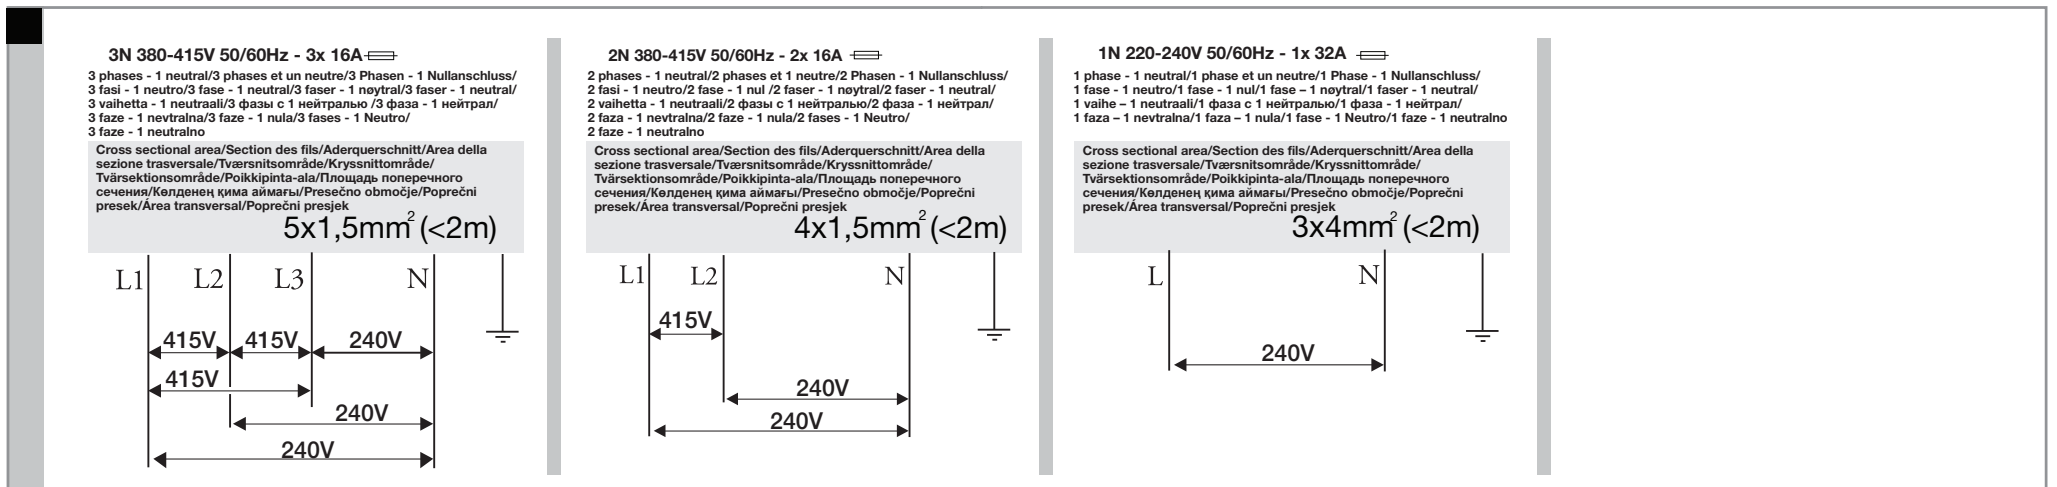 3N 380-415V 50/60Hz - 3x 16A
3 phases - 1 neutral/3 phases et un neutre/3 Phasen - 1 Nullanschluss/
3 fasi - 1 neutro/3 fase - 1 neutral/3 faser - 1 nøytral/3 faser - 1 neutral/
3 vaihetta - 1 neutraali/3 фазы с 1 нейтралью /3 фаза - 1 нейтрал/
3 faze - 1 nevtralna/3 faze - 1 nula/3 fases - 1 Neutro/
3 faze - 1 neutralno
Cross sectional area/Section des fils/Aderquerschnitt/Area della
sezione trasversale/Tværsnitsområde/Kryssnittområde/
Tvärsektionsområde/Poikkipinta-ala/Площадь поперечного
сечения/Көлденең қима аймағы/Presečno območje/Poprečni
presek/Área transversal/Poprečni presjek
5x1,5mm² (<2m)
L1 L2 L3 N
415V 415V 240V
415V
240V
240V
2N 380-415V 50/60Hz - 2x 16A
2 phases - 1 neutral/2 phases et 1 neutre/2 Phasen - 1 Nullanschluss/
2 fasi - 1 neutro/2 fase - 1 nul /2 faser - 1 nøytral/2 faser - 1 neutral/
2 vaihetta - 1 neutraali/2 фазы с 1 нейтралью/2 фаза - 1 нейтрал/
2 faza - 1 nevtralna/2 faze - 1 nula/2 fases - 1 Neutro/
2 faze - 1 neutralno
Cross sectional area/Section des fils/Aderquerschnitt/Area della
sezione trasversale/Tværsnitsområde/Kryssnittområde/
Tvärsektionsområde/Poikkipinta-ala/Площадь поперечного
сечения/Көлденең қима аймағы/Presečno območje/Poprečni
presek/Área transversal/Poprečni presjek
4x1,5mm² (<2m)
L1 L2 N
415V
240V
240V
1N 220-240V 50/60Hz - 1x 32A
1 phase - 1 neutral/1 phase et un neutre/1 Phase - 1 Nullanschluss/
1 fase - 1 neutro/1 fase - 1 nul/1 fase – 1 nøytral/1 faser - 1 neutral/
1 vaihe – 1 neutraali/1 фаза с 1 нейтралью/1 фаза - 1 нейтрал/
1 faza – 1 nevtralna/1 faza – 1 nula/1 fase - 1 Neutro/1 faze - 1 neutralno
Cross sectional area/Section des fils/Aderquerschnitt/Area della
sezione trasversale/Tværsnitsområde/Kryssnittområde/
Tvärsektionsområde/Poikkipinta-ala/Площадь поперечного
сечения/Көлденең қима аймағы/Presečno območje/Poprečni
presek/Área transversal/Poprečni presjek
3x4mm² (<2m)
L N
240V